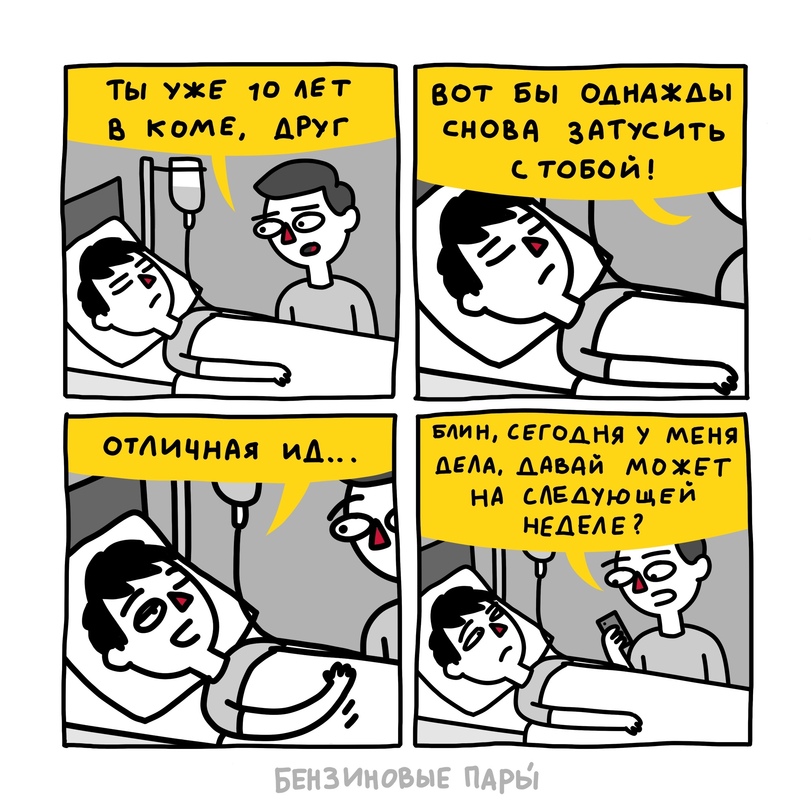 ТЫ УЖЕ 10 ЛЕТ
В КОМЕ, ДРУГ
ВОТ БЫ ОДНАЖДЫ
СНОВА ЗАТУСИТЬ
С ТОБОЙ!
ОТЛИЧНАЯ ИД...
БЛИН, СЕГОДНЯ У МЕНЯ
ДЕЛА, ДАВАЙ МОЖЕТ
НА СЛЕДУЮЩЕЙ
НЕДЕЛЕ?
БЕНЗИНОВЫЕ ПАРЫ́